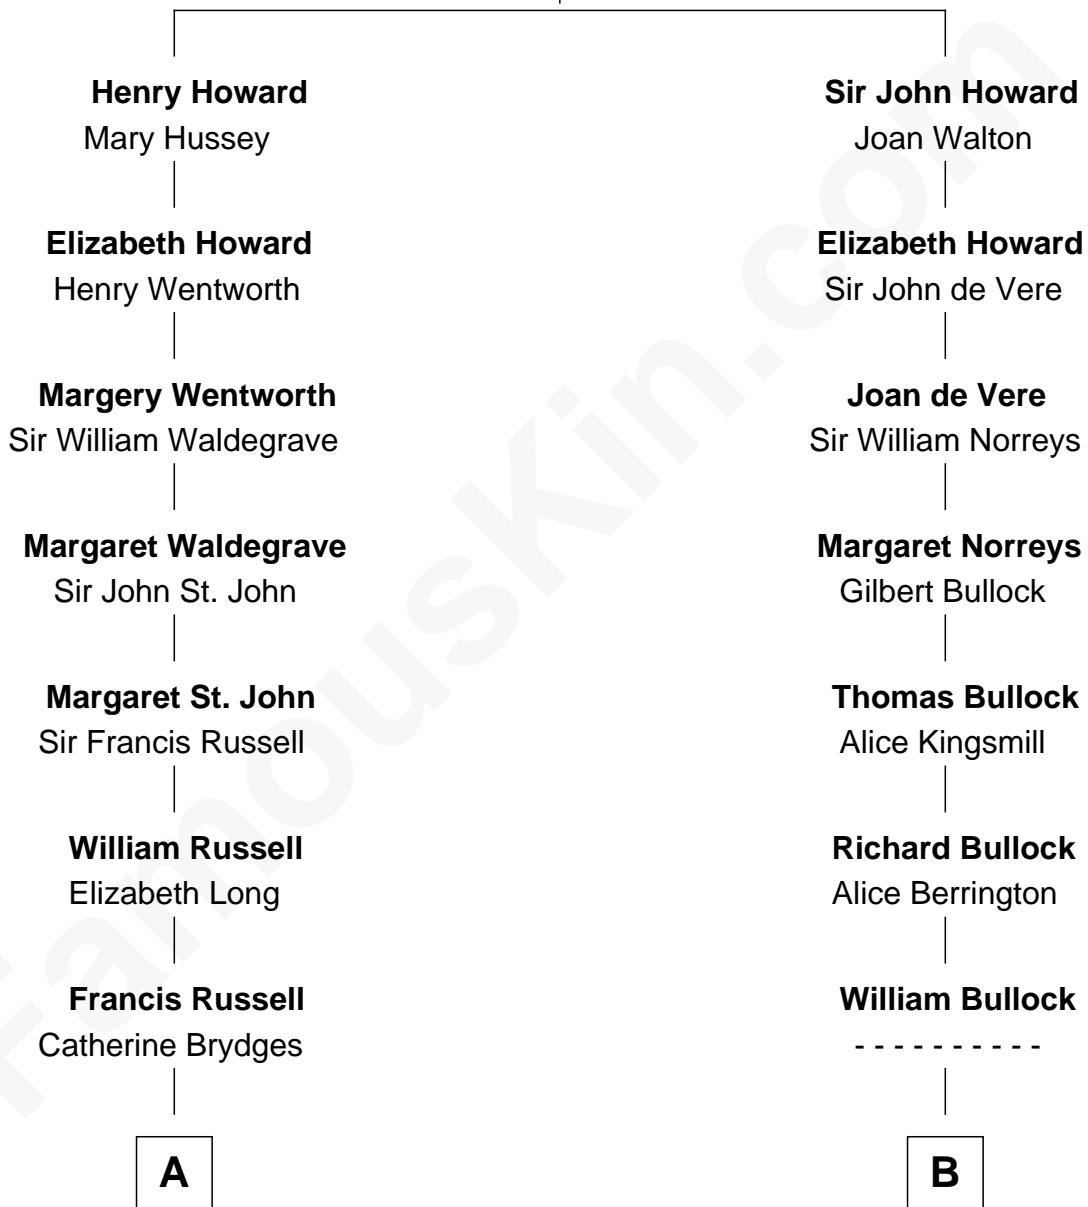 Henry Howard
Mary Hussey
Elizabeth Howard
Henry Wentworth
Margery Wentworth
Sir William Waldegrave
Margaret Waldegrave
Sir John St. John
Margaret St. John
Sir Francis Russell
William Russell
Elizabeth Long
Francis Russell
Catherine Brydges
A
Sir John Howard
Joan Walton
Elizabeth Howard
Sir John de Vere
Joan de Vere
Sir William Norreys
Margaret Norreys
Gilbert Bullock
Thomas Bullock
Alice Kingsmill
Richard Bullock
Alice Berrington
William Bullock
- - - - - - - - - -
B
FamousKin.com